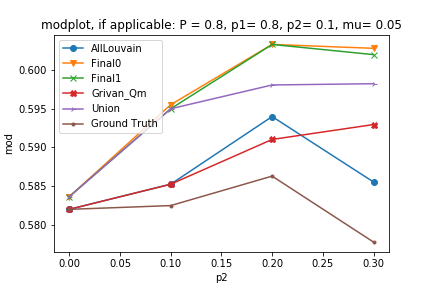 modplot, if applicable: P = 0.8, p1= 0.8, p2= 0.1, mu= 0.05
AllLouvain
Final0
Final1
Grivan_Qm
Union
Ground Truth
0.600
0.595
0.590
0.585
0.580
mod
0.00 0.05 0.10 0.15 0.20 0.25 0.30
p2